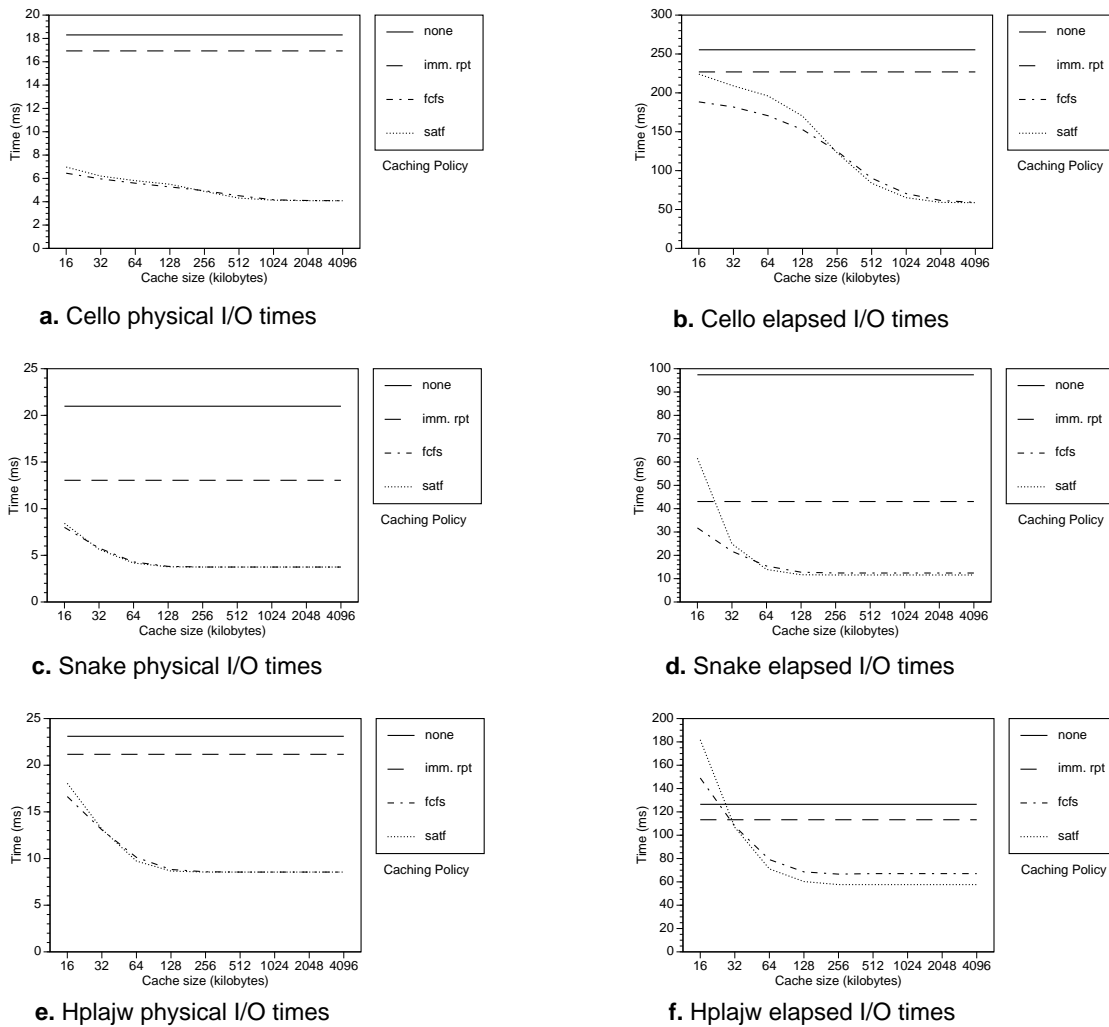 20
18
16
14
12
10
8
6
4
2
0
Time (ms)
16 32 64 128 256 512 1024 2048 4096
Cache size (kilobytes)
none
imm. rpt
fcfs
satf
Caching Policy
a. Cello physical I/O times
300
250
200
150
100
50
0
Time (ms)
16 32 64 128 256 512 1024 2048 4096
Cache size (kilobytes)
none
imm. rpt
fcfs
satf
Caching Policy
b. Cello elapsed I/O times
25
20
15
10
5
0
Time (ms)
16 32 64 128 256 512 1024 2048 4096
Cache size (kilobytes)
none
imm. rpt
fcfs
satf
Caching Policy
c. Snake physical I/O times
100
90
80
70
60
50
40
30
20
10
0
Time (ms)
16 32 64 128 256 512 1024 2048 4096
Cache size (kilobytes)
none
imm. rpt
fcfs
satf
Caching Policy
d. Snake elapsed I/O times
25
20
15
10
5
0
Time (ms)
16 32 64 128 256 512 1024 2048 4096
Cache size (kilobytes)
none
imm. rpt
fcfs
satf
Caching Policy
e. Hplajw physical I/O times
200
180
160
140
120
100
80
60
40
20
0
Time (ms)
16 32 64 128 256 512 1024 2048 4096
Cache size (kilobytes)
none
imm. rpt
fcfs
satf
Caching Policy
f. Hplajw elapsed I/O times